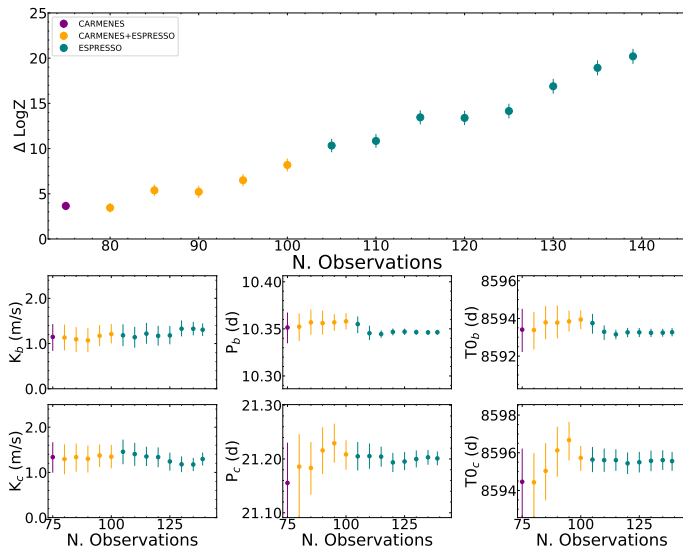 25
20
15
10
5
0
Δ LogZ
CARMENES
CARMENES+ESPRESSO
ESPRESSO
80 90 100 110 120 130 140
N. Observations
2.0
1.0
0.0
K_b (m/s)
10.40
10.35
10.30
P_b (d)
8596
8594
8592
T0_b (d)
2.0
1.0
0.0
K_c (m/s)
75 100 125
N. Observations
21.30
21.20
21.10
P_c (d)
75 100 125
N. Observations
8598
8596
8594
T0_c (d)
75 100 125
N. Observations